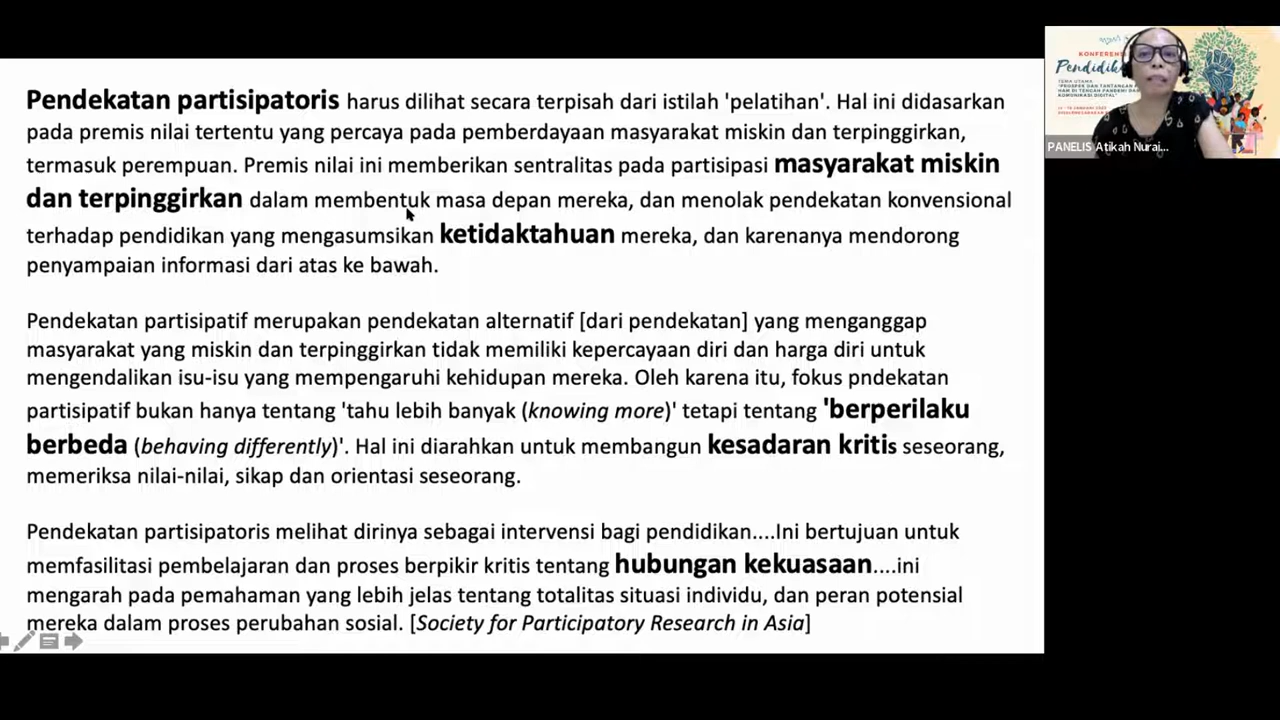 Pendekatan partisipatoris harus dilihat secara terpisah dari istilah 'pelatihan'. Hal ini didasarkan
pada premis nilai tertentu yang percaya pada pemberdayaan masyarakat miskin dan terpinggirkan,
termasuk perempuan. Premis nilai ini memberikan sentralitas pada partisipasi masyarakat miskin
dan terpinggirkan dalam membentuk masa depan mereka, dan menolak pendekatan konvensional
terhadap pendidikan yang mengasumsikan ketidaktahuan mereka, dan karenanya mendorong
penyampaian informasi dari atas ke bawah.
Pendekatan partisipatif merupakan pendekatan alternatif [dari pendekatan] yang menganggap
masyarakat yang miskin dan terpinggirkan tidak memiliki kepercayaan diri dan harga diri untuk
mengendalikan isu-isu yang mempengaruhi kehidupan mereka. Oleh karena itu, fokus pndekatan
partisipatif bukan hanya tentang 'tahu lebih banyak (knowing more)' tetapi tentang 'berperilaku
berbeda (behaving differently)'. Hal ini diarahkan untuk membangun kesadaran kritis seseorang,
memeriksa nilai-nilai, sikap dan orientasi seseorang.
Pendekatan partisipatoris melihat dirinya sebagai intervensi bagi pendidikan....Ini bertujuan untuk
memfasilitasi pembelajaran dan proses berpikir kritis tentang hubungan kekuasaan....ini
mengarah pada pemahaman yang lebih jelas tentang totalitas situasi individu, dan peran potensial
mereka dalam proses perubahan sosial. [Society for Participatory Research in Asia]
KONFERENSI
TEMA UTAMA
PANELIS Atikah Nurai...